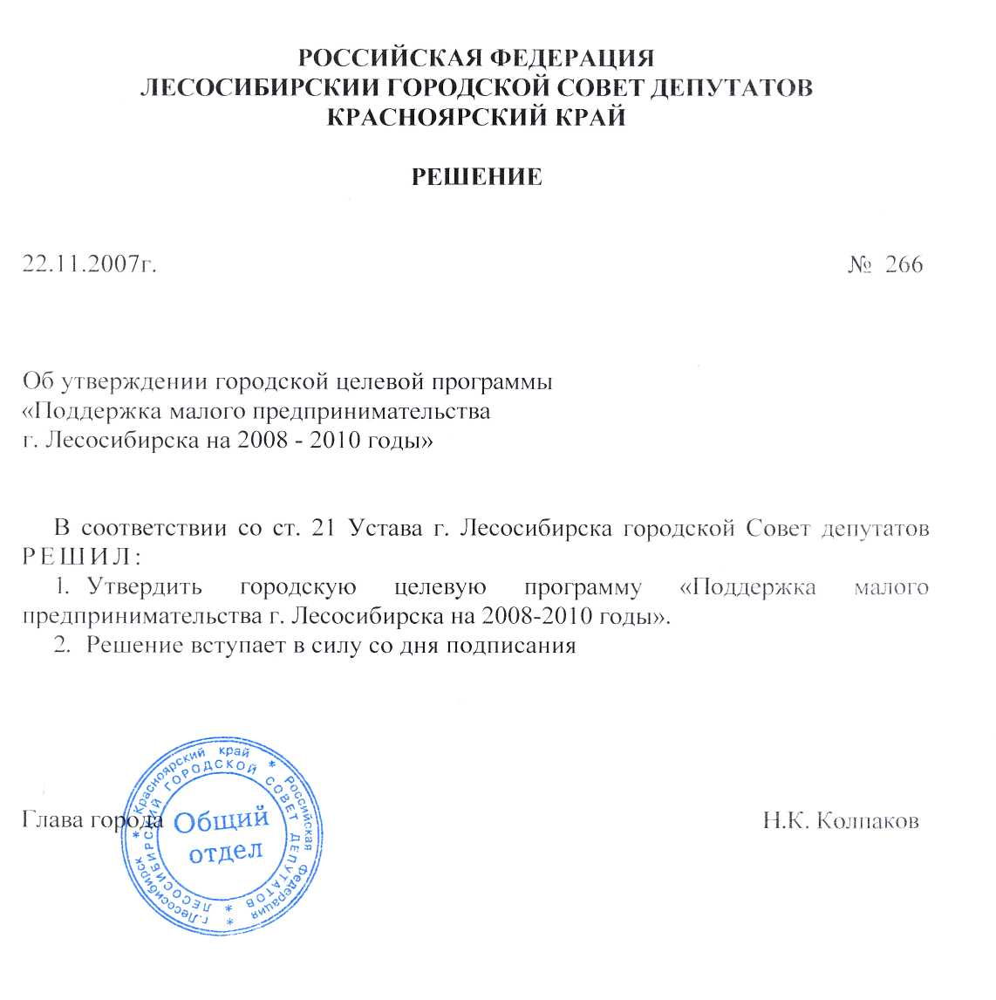 РОССИЙСКАЯ ФЕДЕРАЦИЯ
ЛЕСОСИБИРСКИИ ГОРОДСКОЙ СОВЕТ ДЕПУТАТОВ
КРАСНОЯРСКИЙ КРАЙ
РЕШЕНИЕ
22.11.2007г. № 266
Об утверждении городской целевой программы
«Поддержка малого предпринимательства
г. Лесосибирска на 2008 - 2010 годы»
В соответствии со ст. 21 Устава г. Лесосибирска городской Совет депутатов
Р Е Ш И Л :
1. Утвердить городскую целевую программу «Поддержка малого
предпринимательства г. Лесосибирска на 2008-2010 годы».
2. Решение вступает в силу со дня подписания
Глава города Н.К. Колпаков
* Российская Федерация * г.Лесосибирск * Красноярский край
* ЛЕСОСИБИРСКИЙ ГОРОДСКОЙ СОВЕТ ДЕПУТАТОВ
Общий
отдел